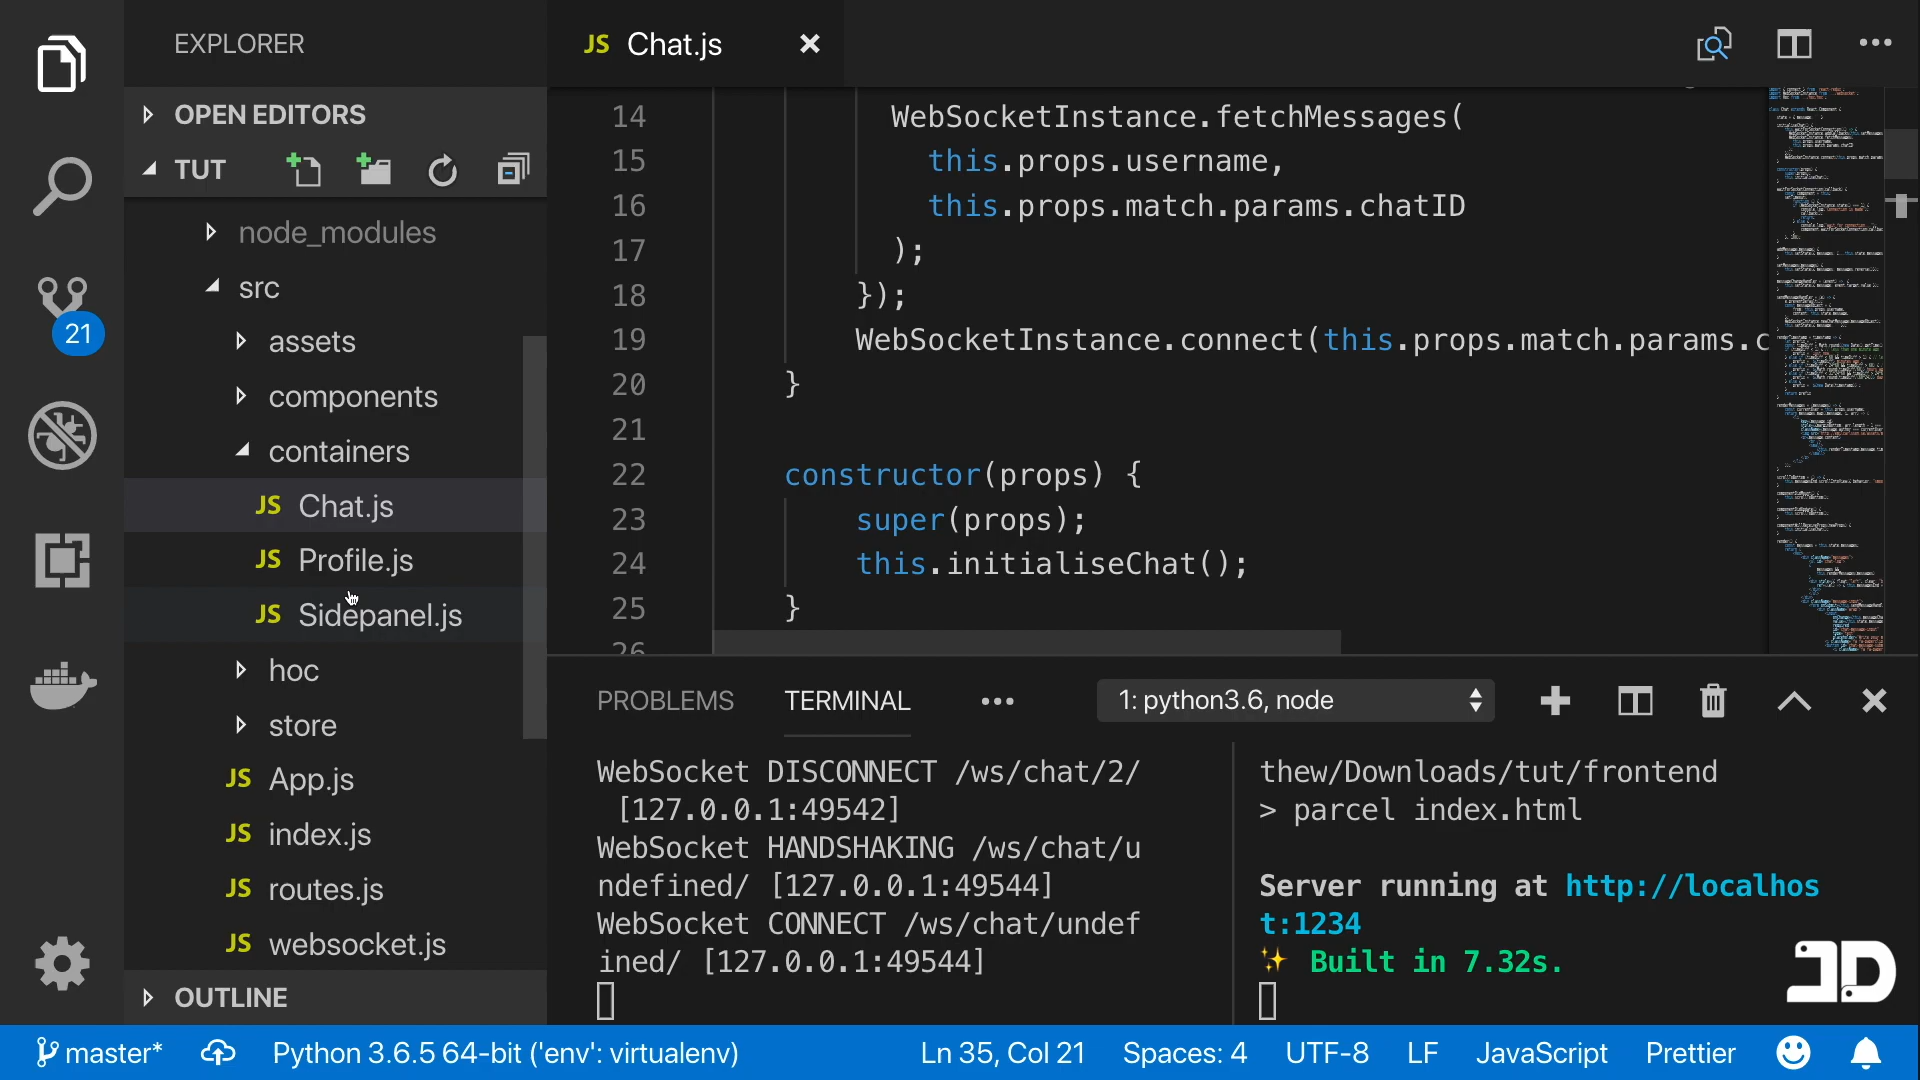 EXPLORER
OPEN EDITORS
TUT
node_modules
src
assets
components
containers
JS Chat.js
JS Profile.js
JS Sidepanel.js
hoc
store
JS App.js
JS index.js
JS routes.js
JS websocket.js
OUTLINE
21
JS Chat.js
14 WebSocketInstance.fetchMessages(
15 this.props.username,
16 this.props.match.params.chatID
17 );
18 });
19 WebSocketInstance.connect(this.props.match.params.c
20 }
21
22 constructor(props) {
23 super(props);
24 this.initialiseChat();
25 }
26
PROBLEMS TERMINAL 1: python3.6, node
WebSocket DISCONNECT /ws/chat/2/
[127.0.0.1:49542]
WebSocket HANDSHAKING /ws/chat/u
ndefined/ [127.0.0.1:49544]
WebSocket CONNECT /ws/chat/undef
ined/ [127.0.0.1:49544]
thew/Downloads/tut/frontend
> parcel index.html
Server running at http://localhos
t:1234
✨ Built in 7.32s.
JD
master* Python 3.6.5 64-bit ('env': virtualenv) Ln 35, Col 21 Spaces: 4 UTF-8 LF JavaScript Prettier